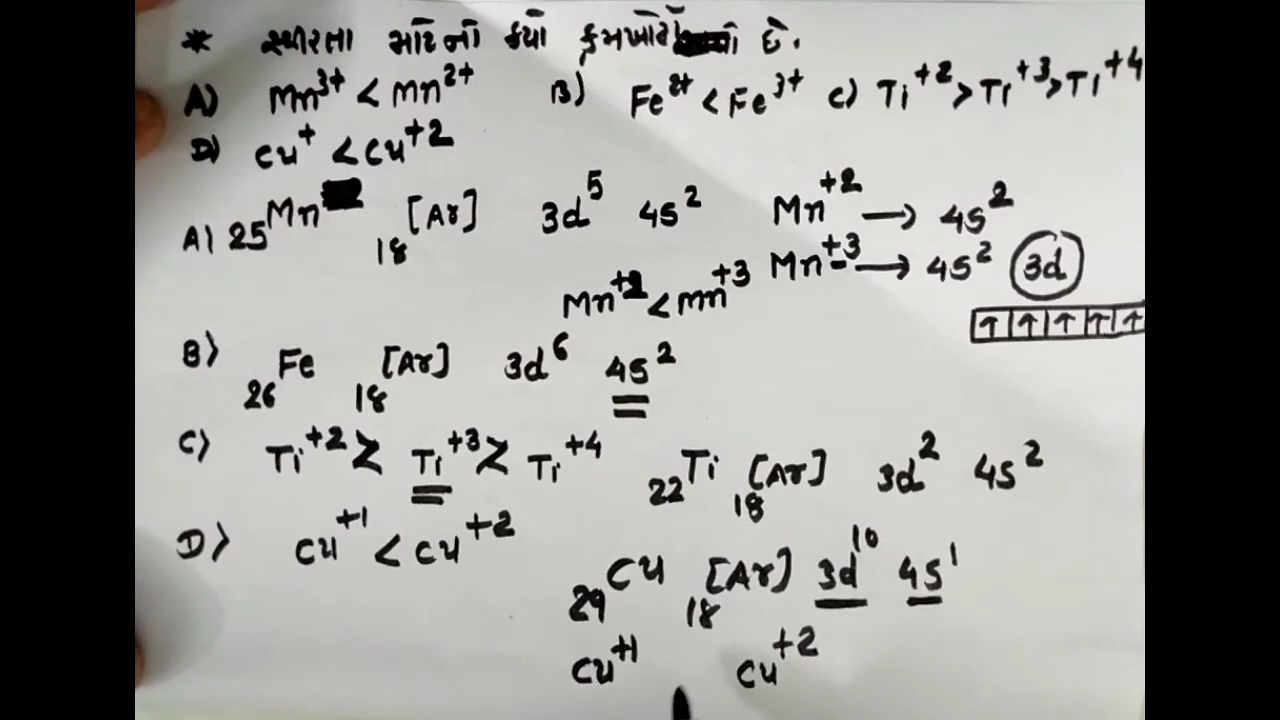 * સ્થીરતા માટેનો કયો ક્રમ ખોટો છે.
A) Mn³⁺ < Mn²⁺ B) Fe²⁺ < Fe³⁺ C) Ti⁺² > Ti⁺³ > Ti⁺⁴
D) Cu⁺ < Cu⁺²
A) ₂₅Mn ₁₈[Ar] 3d⁵ 4s² Mn⁺² → 4s²
Mn⁺³ → 4s² 3d
Mn⁺² < Mn⁺³ ↑ ↑ ↑ ↑ ↑
B) ₂₆Fe ₁₈[Ar] 3d⁶ 4s²
C) Ti⁺² > Ti⁺³ > Ti⁺⁴ ₂₂Ti ₁₈[Ar] 3d² 4s²
D) Cu⁺¹ < Cu⁺²
₂₉Cu ₁₈[Ar] 3d¹⁰ 4s¹
Cu⁺¹ Cu⁺²